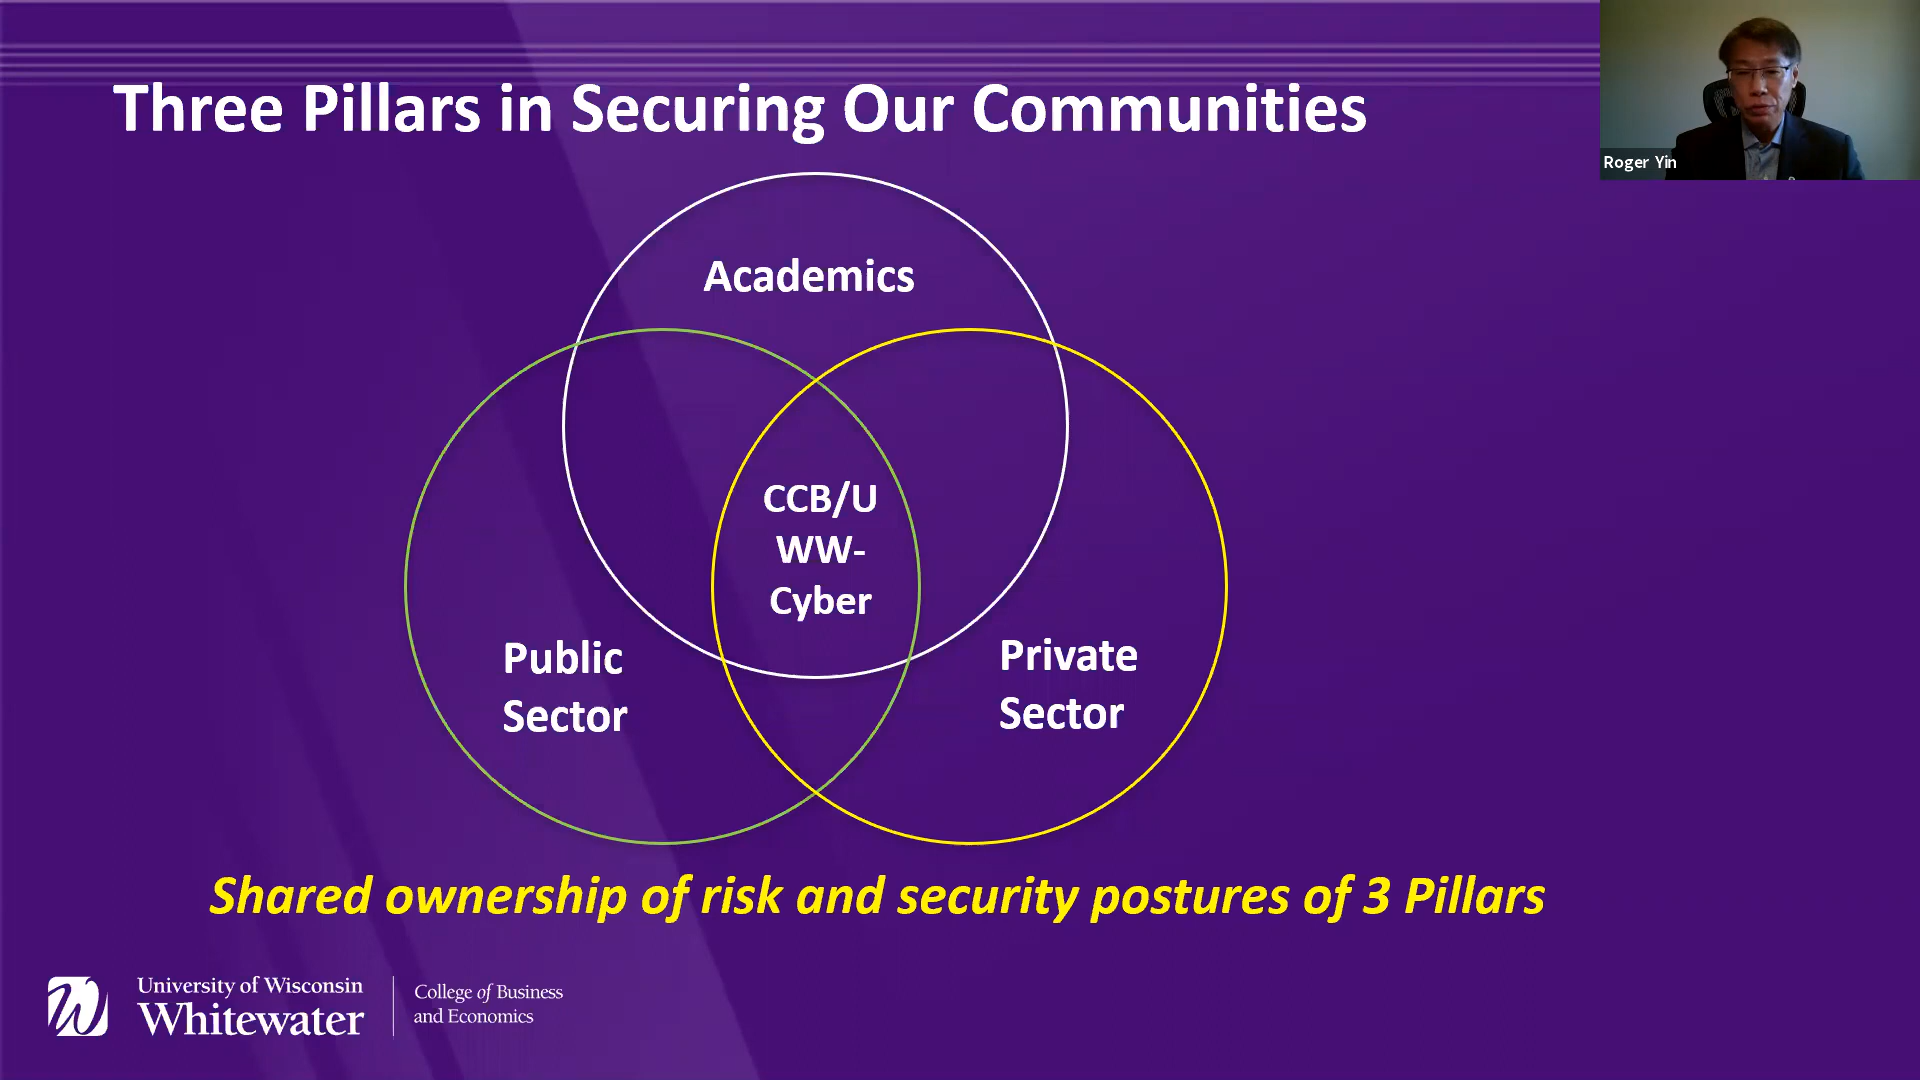 Three Pillars in Securing Our Communities
Roger Yin
Academics
CCB/U
WW-
Cyber
Public
Sector
Private
Sector
Shared ownership of risk and security postures of 3 Pillars
University of Wisconsin
Whitewater
College of Business
and Economics